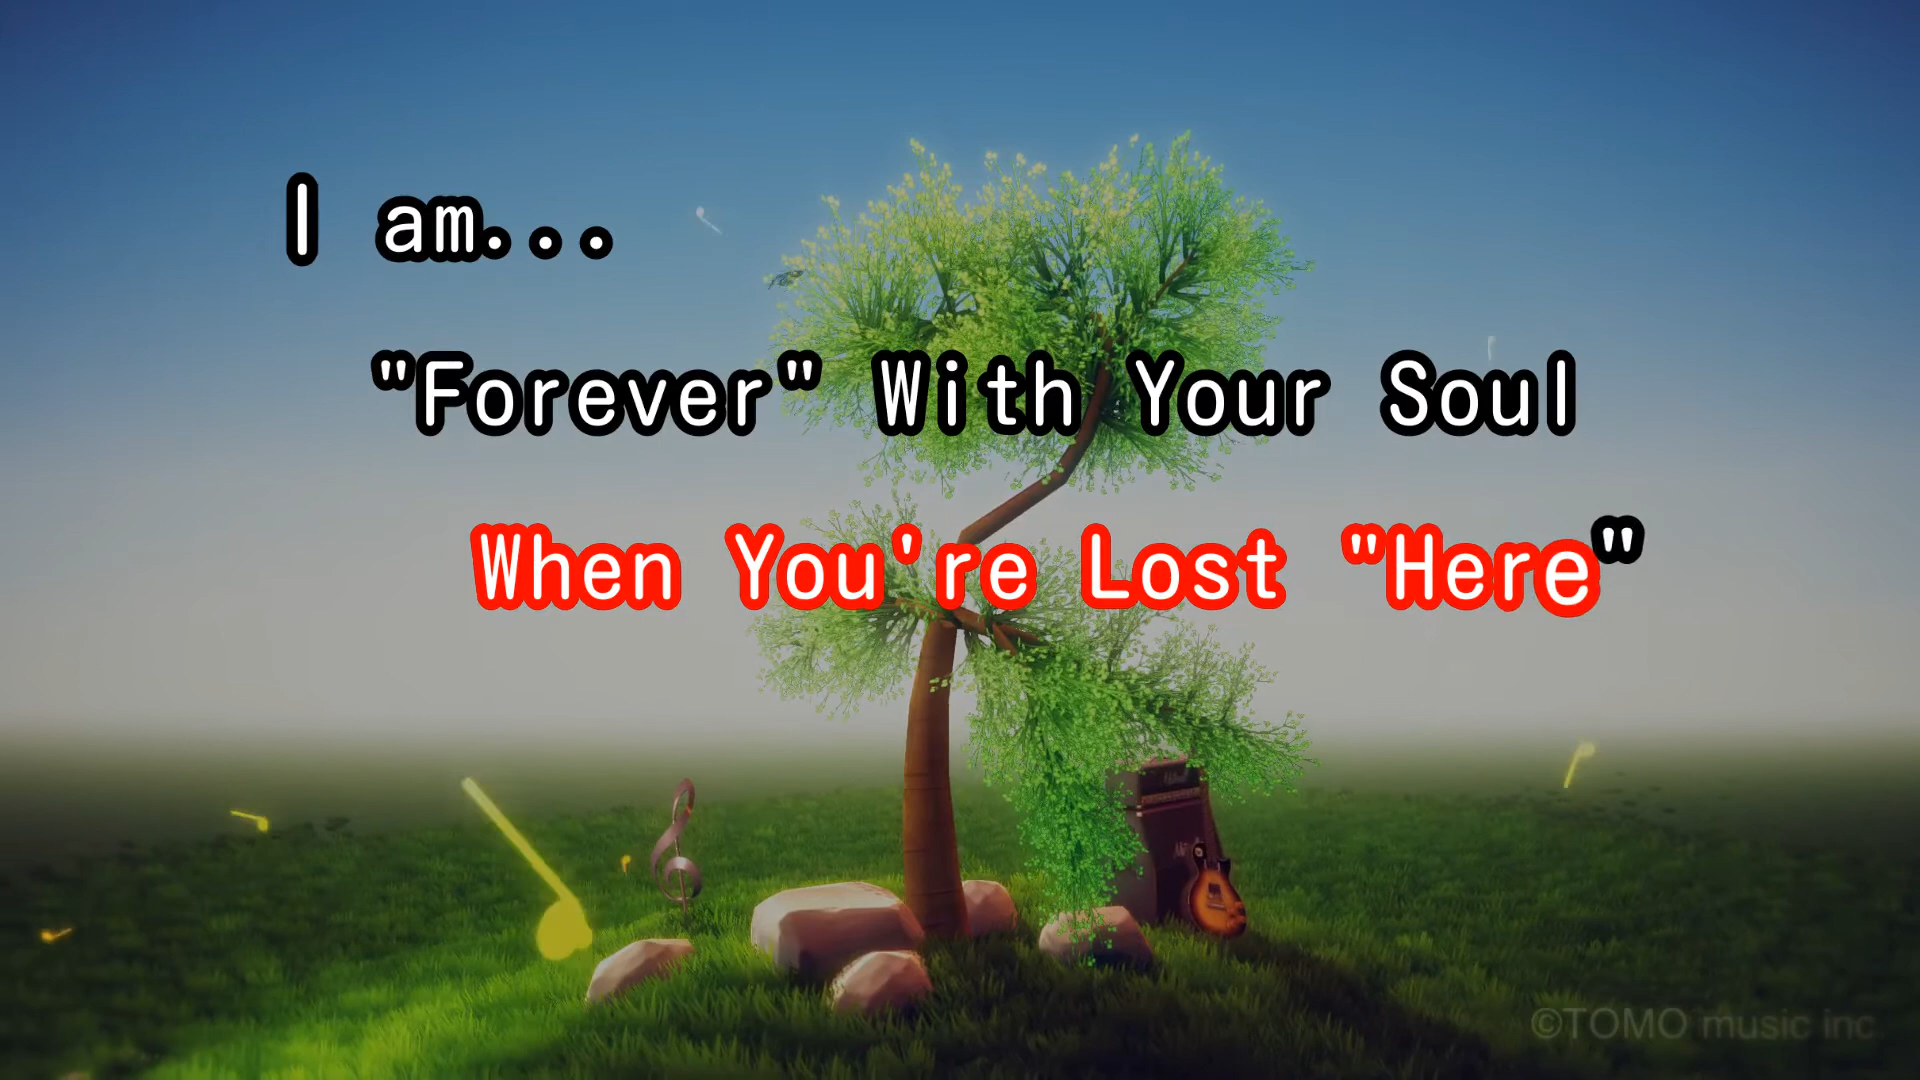 I am...
"Forever" With Your Soul
When You're Lost "Here"
©TOMO music inc